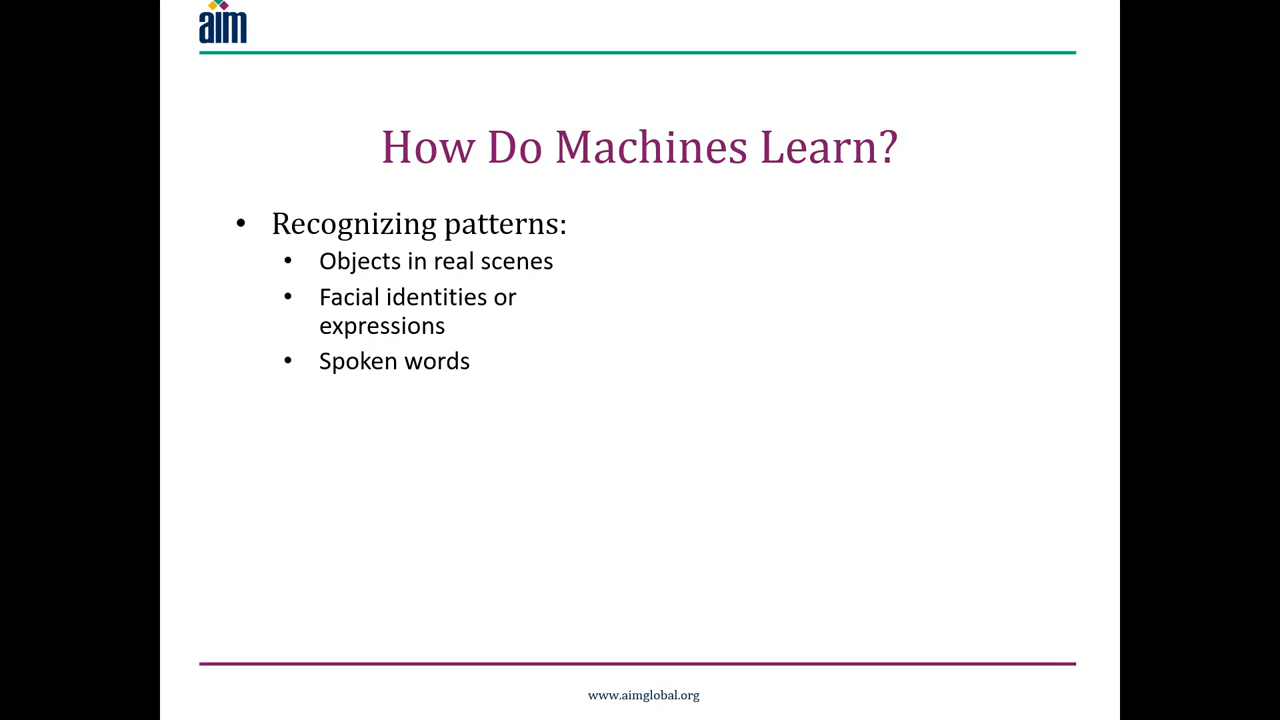 aim
How Do Machines Learn?
• Recognizing patterns:
• Objects in real scenes
• Facial identities or
expressions
• Spoken words
www.aimglobal.org